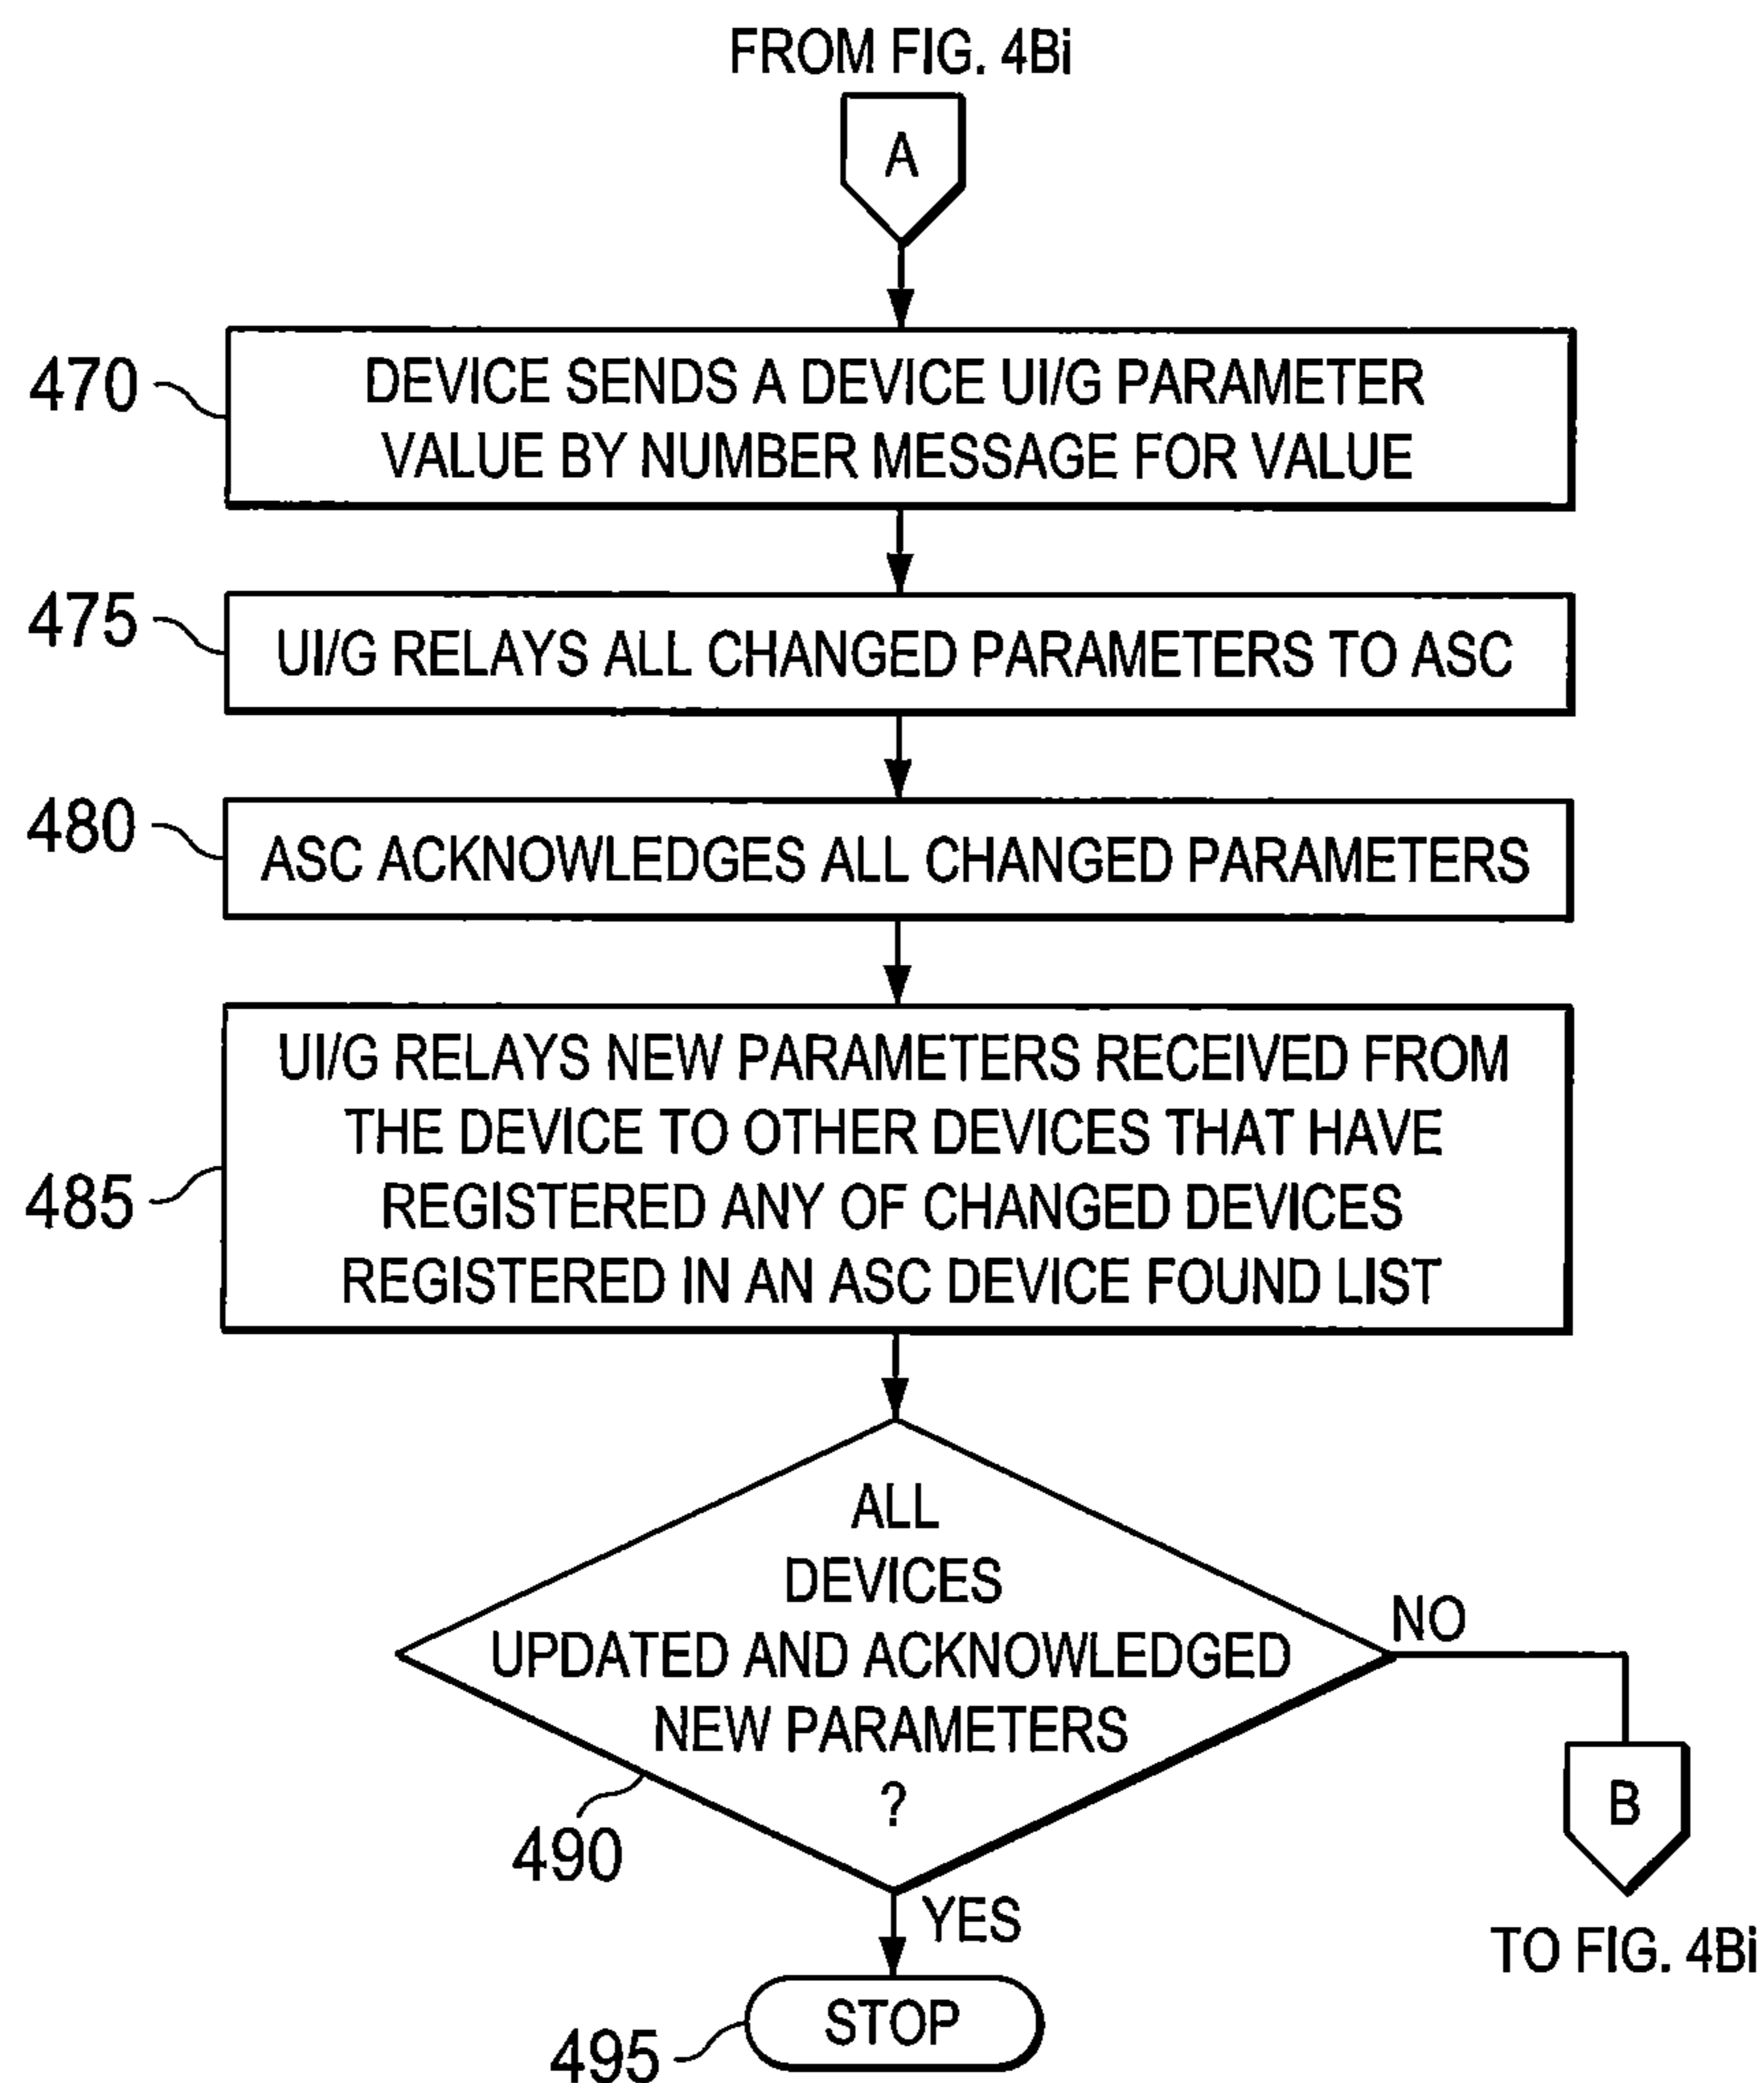 FROM FIG. 4Bi
A
470
DEVICE SENDS A DEVICE UI/G PARAMETER
VALUE BY NUMBER MESSAGE FOR VALUE
475
UI/G RELAYS ALL CHANGED PARAMETERS TO ASC
480
ASC ACKNOWLEDGES ALL CHANGED PARAMETERS
485
UI/G RELAYS NEW PARAMETERS RECEIVED FROM
THE DEVICE TO OTHER DEVICES THAT HAVE
REGISTERED ANY OF CHANGED DEVICES
REGISTERED IN AN ASC DEVICE FOUND LIST
ALL
DEVICES
UPDATED AND ACKNOWLEDGED
NEW PARAMETERS
?
490
NO
B
TO FIG. 4Bi
YES
STOP
495